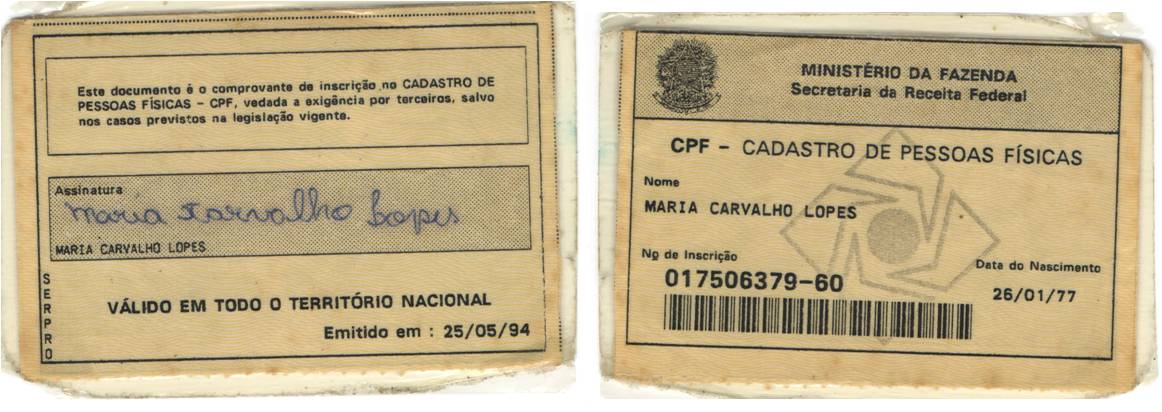 Este documento é o comprovante de inscrição no CADASTRO DE
PESSOAS FÍSICAS - CPF, vedada a exigência por terceiros, salvo
nos casos previstos na legislação vigente.
Assinatura
Maria Carvalho Lopes
MARIA CARVALHO LOPES
SERPRO
VÁLIDO EM TODO O TERRITÓRIO NACIONAL
Emitido em : 25/05/94
MINISTÉRIO DA FAZENDA
Secretaria da Receita Federal
CPF - CADASTRO DE PESSOAS FÍSICAS
Nome
MARIA CARVALHO LOPES
No de Inscrição
017506379-60
Data do Nascimento
26/01/77